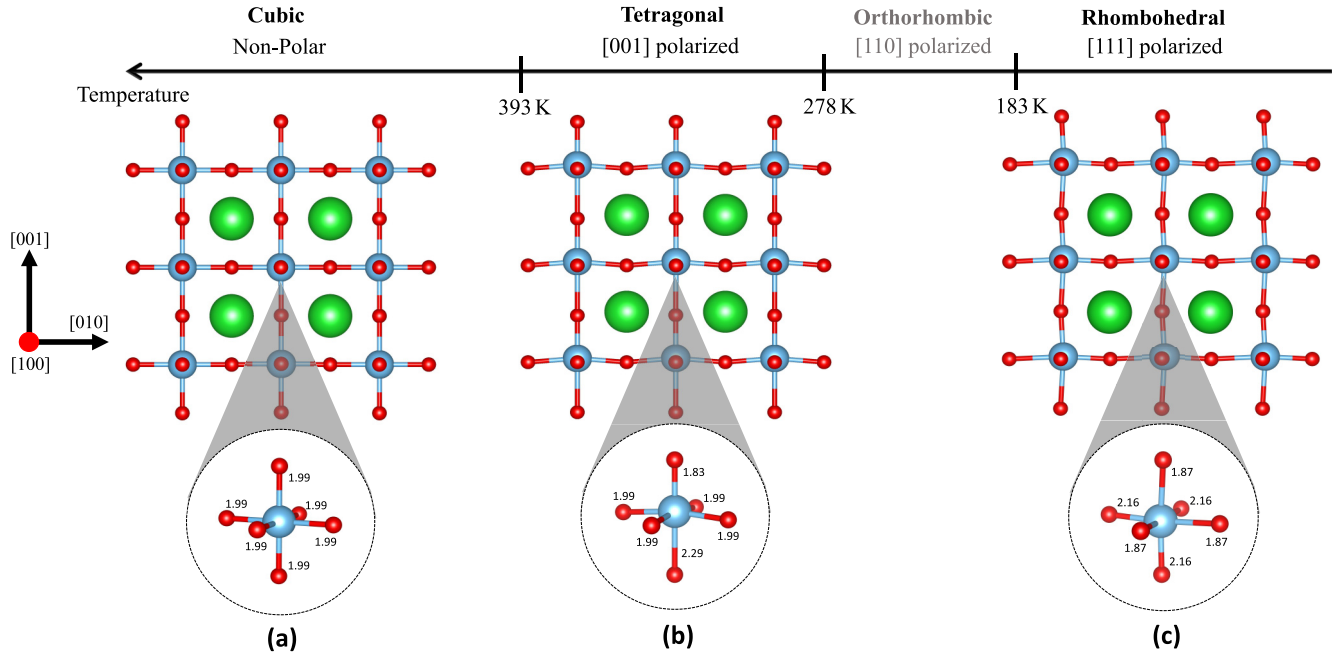 Cubic
Non-Polar
Tetragonal
[001] polarized
Orthorhombic
[110] polarized
Rhombohedral
[111] polarized
Temperature
393 K
278 K
183 K
[001]
[010]
[100]
1.99
1.99
1.99
1.99
1.99
1.99
1.83
1.99
1.99
1.99
1.99
2.29
1.87
2.16
2.16
1.87
1.87
2.16
(a)
(b)
(c)